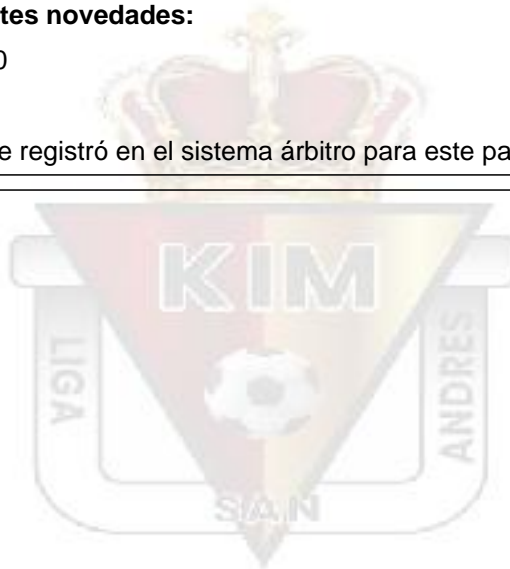 tes novedades:
0
e registró en el sistema árbitro para este pa
KIM
LIGA
ANDRES
SAN